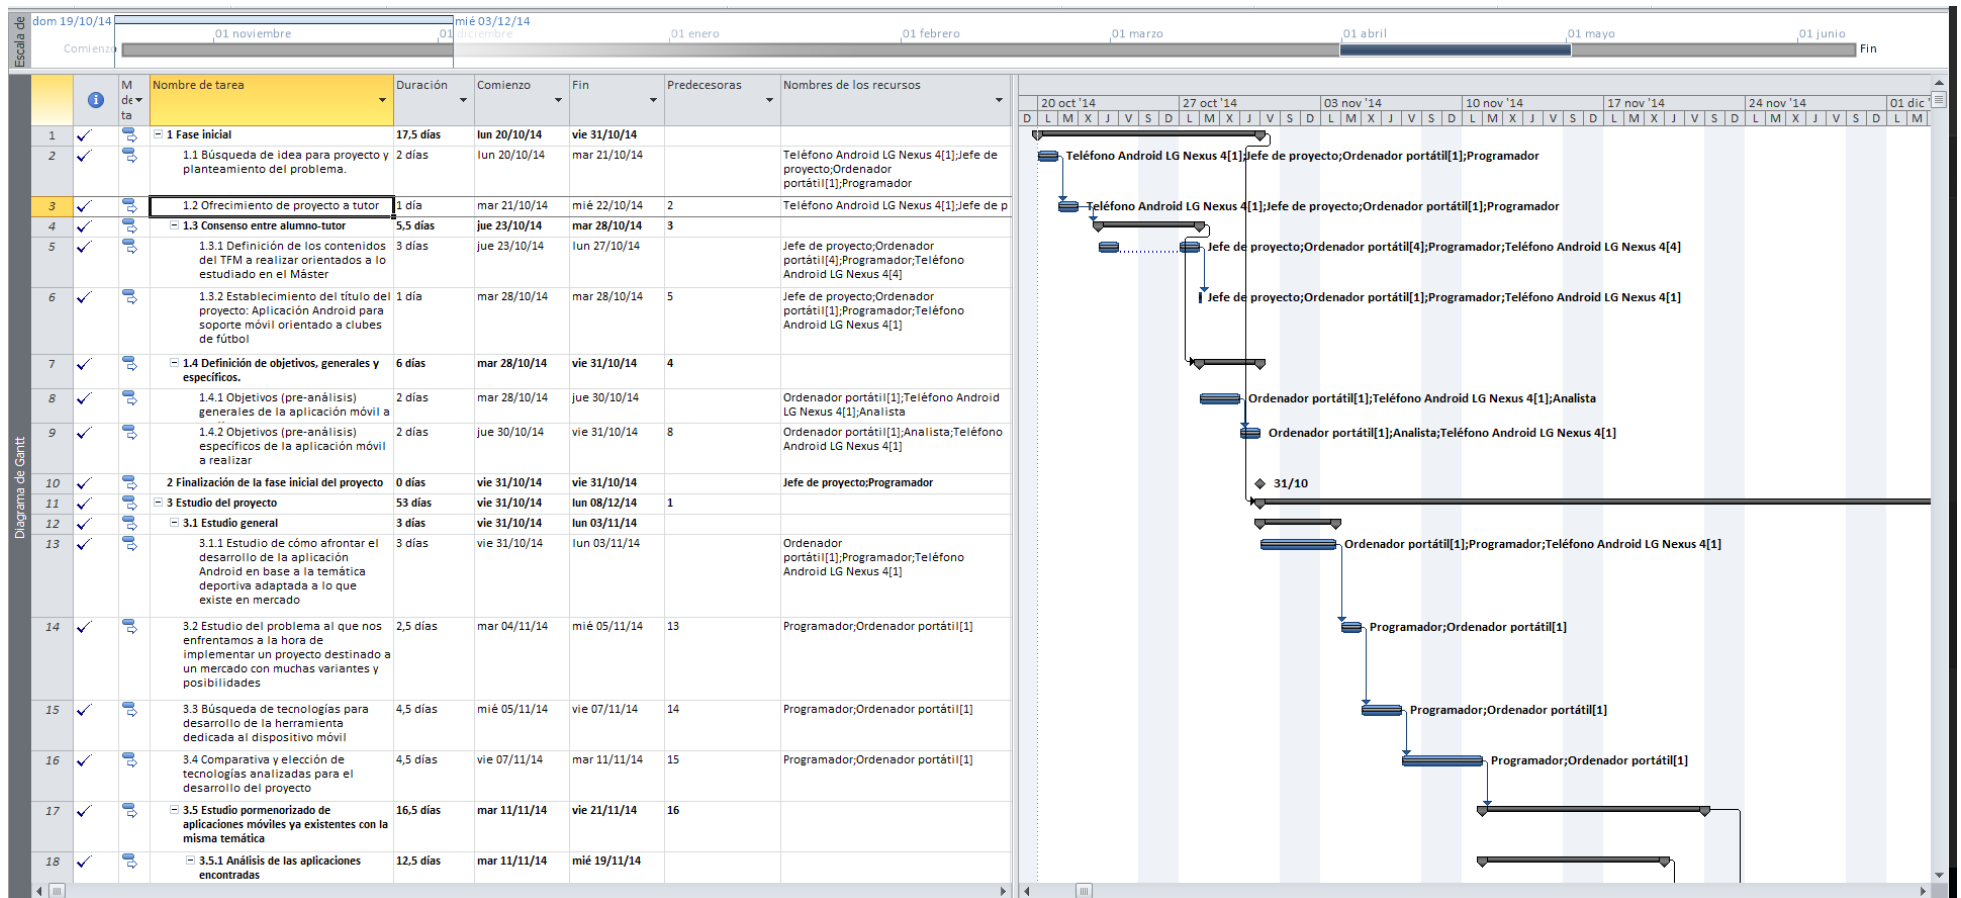 Escala de
dom 19/10/14
mié 03/12/14
01 noviembre
01 diciembre
01 enero
01 febrero
01 marzo
01 abril
01 mayo
01 junio
Comienzo
Fin
Diagrama de Gantt
M de ta
Nombre de tarea
Duración
Comienzo
Fin
Predecesoras
Nombres de los recursos
20 oct '14
27 oct '14
03 nov '14
10 nov '14
17 nov '14
24 nov '14
01 dic '
D L M X J V S D L M X J V S D L M X J V S D L M X J V S D L M X J V S D L M X J V S D L M
1
1 Fase inicial
17,5 días
lun 20/10/14
vie 31/10/14
2
1.1 Búsqueda de idea para proyecto y
planteamiento del problema.
2 días
lun 20/10/14
mar 21/10/14
Teléfono Android LG Nexus 4[1];Jefe de
proyecto;Ordenador
portátil[1];Programador
Teléfono Android LG Nexus 4[1];Jefe de proyecto;Ordenador portátil[1];Programador
3
1.2 Ofrecimiento de proyecto a tutor
1 día
mar 21/10/14
mié 22/10/14
2
Teléfono Android LG Nexus 4[1];Jefe de p
Teléfono Android LG Nexus 4[1];Jefe de proyecto;Ordenador portátil[1];Programador
4
1.3 Consenso entre alumno-tutor
5,5 días
jue 23/10/14
mar 28/10/14
3
5
1.3.1 Definición de los contenidos
del TFM a realizar orientados a lo
estudiado en el Máster
3 días
jue 23/10/14
lun 27/10/14
Jefe de proyecto;Ordenador
portátil[4];Programador;Teléfono
Android LG Nexus 4[4]
Jefe de proyecto;Ordenador portátil[4];Programador;Teléfono Android LG Nexus 4[4]
6
1.3.2 Establecimiento del título del
proyecto: Aplicación Android para
soporte móvil orientado a clubes
de fútbol
1 día
mar 28/10/14
mar 28/10/14
5
Jefe de proyecto;Ordenador
portátil[1];Programador;Teléfono
Android LG Nexus 4[1]
Jefe de proyecto;Ordenador portátil[1];Programador;Teléfono Android LG Nexus 4[1]
7
1.4 Definición de objetivos, generales y
específicos.
6 días
mar 28/10/14
vie 31/10/14
4
8
1.4.1 Objetivos (pre-análisis)
generales de la aplicación móvil a
2 días
mar 28/10/14
jue 30/10/14
Ordenador portátil[1];Teléfono Android
LG Nexus 4[1];Analista
Ordenador portátil[1];Teléfono Android LG Nexus 4[1];Analista
9
1.4.2 Objetivos (pre-análisis)
específicos de la aplicación móvil
a realizar
2 días
jue 30/10/14
vie 31/10/14
8
Ordenador portátil[1];Analista;Teléfono
Android LG Nexus 4[1]
Ordenador portátil[1];Analista;Teléfono Android LG Nexus 4[1]
10
2 Finalización de la fase inicial del proyecto
0 días
vie 31/10/14
vie 31/10/14
Jefe de proyecto;Programador
31/10
11
3 Estudio del proyecto
53 días
vie 31/10/14
lun 08/12/14
1
12
3.1 Estudio general
3 días
vie 31/10/14
lun 03/11/14
13
3.1.1 Estudio de cómo afrontar el
desarrollo de la aplicación
Android en base a la temática
deportiva adaptada a lo que
existe en mercado
3 días
vie 31/10/14
lun 03/11/14
Ordenador
portátil[1];Programador;Teléfono
Android LG Nexus 4[1]
Ordenador portátil[1];Programador;Teléfono Android LG Nexus 4[1]
14
3.2 Estudio del problema al que nos
enfrentamos a la hora de
implementar un proyecto destinado a
un mercado con muchas variantes y
posibilidades
2,5 días
mar 04/11/14
mié 05/11/14
13
Programador;Ordenador portátil[1]
Programador;Ordenador portátil[1]
15
3.3 Búsqueda de tecnologías para
desarrollo de la herramienta
dedicada al dispositivo móvil
4,5 días
mié 05/11/14
vie 07/11/14
14
Programador;Ordenador portátil[1]
Programador;Ordenador portátil[1]
16
3.4 Comparativa y elección de
tecnologías analizadas para el
desarrollo del proyecto
4,5 días
vie 07/11/14
mar 11/11/14
15
Programador;Ordenador portátil[1]
Programador;Ordenador portátil[1]
17
3.5 Estudio pormenorizado de
aplicaciones móviles ya existentes con la
misma temática
16,5 días
mar 11/11/14
vie 21/11/14
16
18
3.5.1 Análisis de las aplicaciones
encontradas
12,5 días
mar 11/11/14
mié 19/11/14